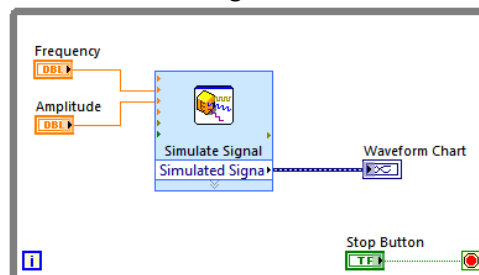 Frequency
DBL
Amplitude
DBL
Simulate Signal
Simulated Signa
Waveform Chart
Stop Button
TF
i